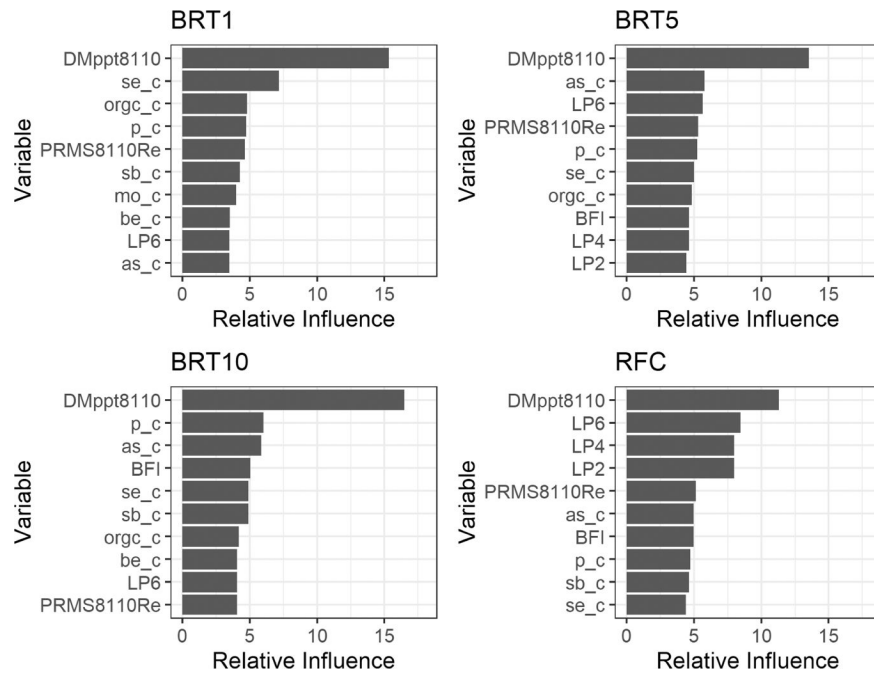 BRT1
DMppt8110
se_c
orgc_c
p_c
PRMS8110Re
sb_c
mo_c
be_c
LP6
as_c
Variable
0 5 10 15
Relative Influence
BRT5
DMppt8110
as_c
LP6
PRMS8110Re
p_c
se_c
orgc_c
BFI
LP4
LP2
Variable
0 5 10 15
Relative Influence
BRT10
DMppt8110
p_c
as_c
BFI
se_c
sb_c
orgc_c
be_c
LP6
PRMS8110Re
Variable
0 5 10 15
Relative Influence
RFC
DMppt8110
LP6
LP4
LP2
PRMS8110Re
as_c
BFI
p_c
sb_c
se_c
Variable
0 5 10 15
Relative Influence